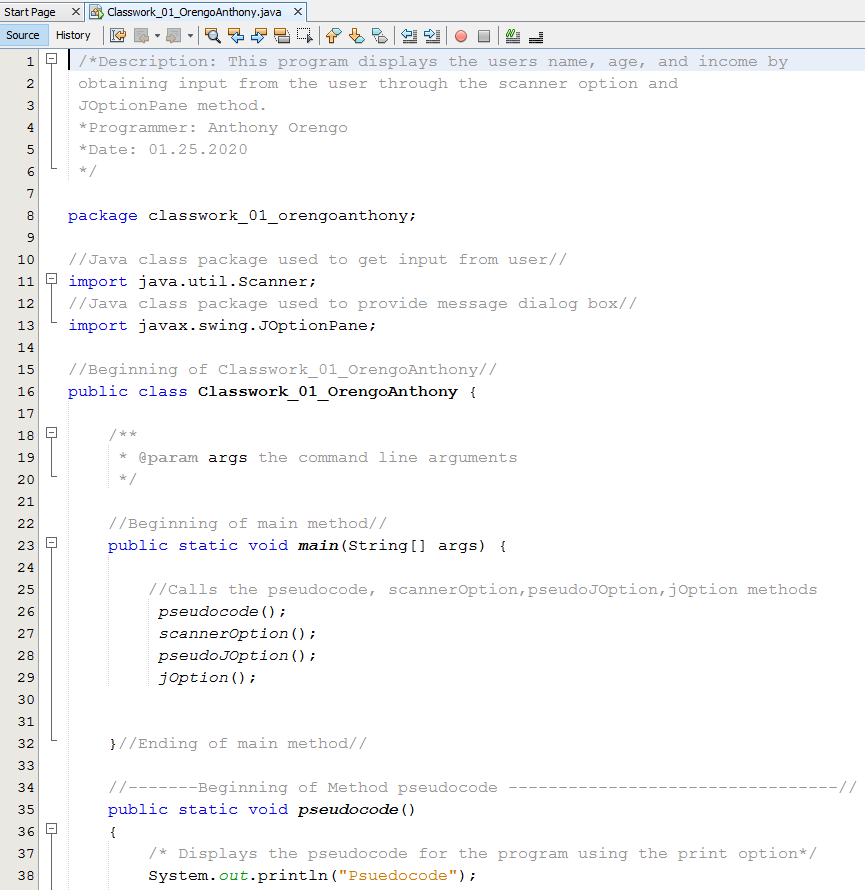 Start Page
Classwork_01_OrengoAnthony.java
Source History
1 /*Description: This program displays the users name, age, and income by
2 obtaining input from the user through the scanner option and
3 JOptionPane method.
4 *Programmer: Anthony Orengo
5 *Date: 01.25.2020
6 */
7
8 package classwork_01_orengoanthony;
9
10 //Java class package used to get input from user//
11 import java.util.Scanner;
12 //Java class package used to provide message dialog box//
13 import javax.swing.JOptionPane;
14
15 //Beginning of Classwork_01_OrengoAnthony//
16 public class Classwork_01_OrengoAnthony {
17
18 /**
19 * @param args the command line arguments
20 */
21
22 //Beginning of main method//
23 public static void main(String[] args) {
24
25 //Calls the pseudocode, scannerOption,pseudoJOption,jOption methods
26 pseudocode();
27 scannerOption();
28 pseudoJOption();
29 jOption();
30
31
32 }//Ending of main method//
33
34 //-------Beginning of Method pseudocode ---------------------------------//
35 public static void pseudocode()
36 {
37 /* Displays the pseudocode for the program using the print option*/
38 System.out.println("Psuedocode");